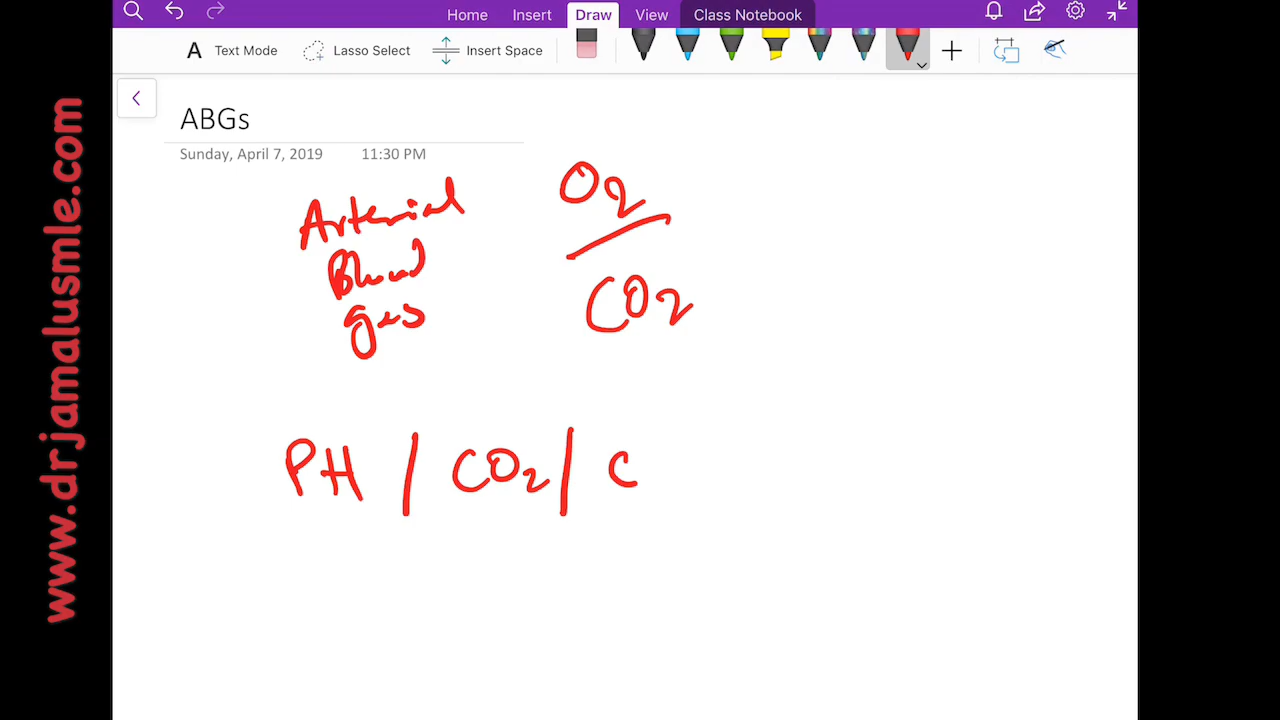 Home Insert Draw View Class Notebook
A Text Mode Lasso Select Insert Space
ABGs
Sunday, April 7, 2019 11:30 PM
Arterial
Blood
gas
O2
CO2
PH / CO2 / C
www.drjamalusmle.com